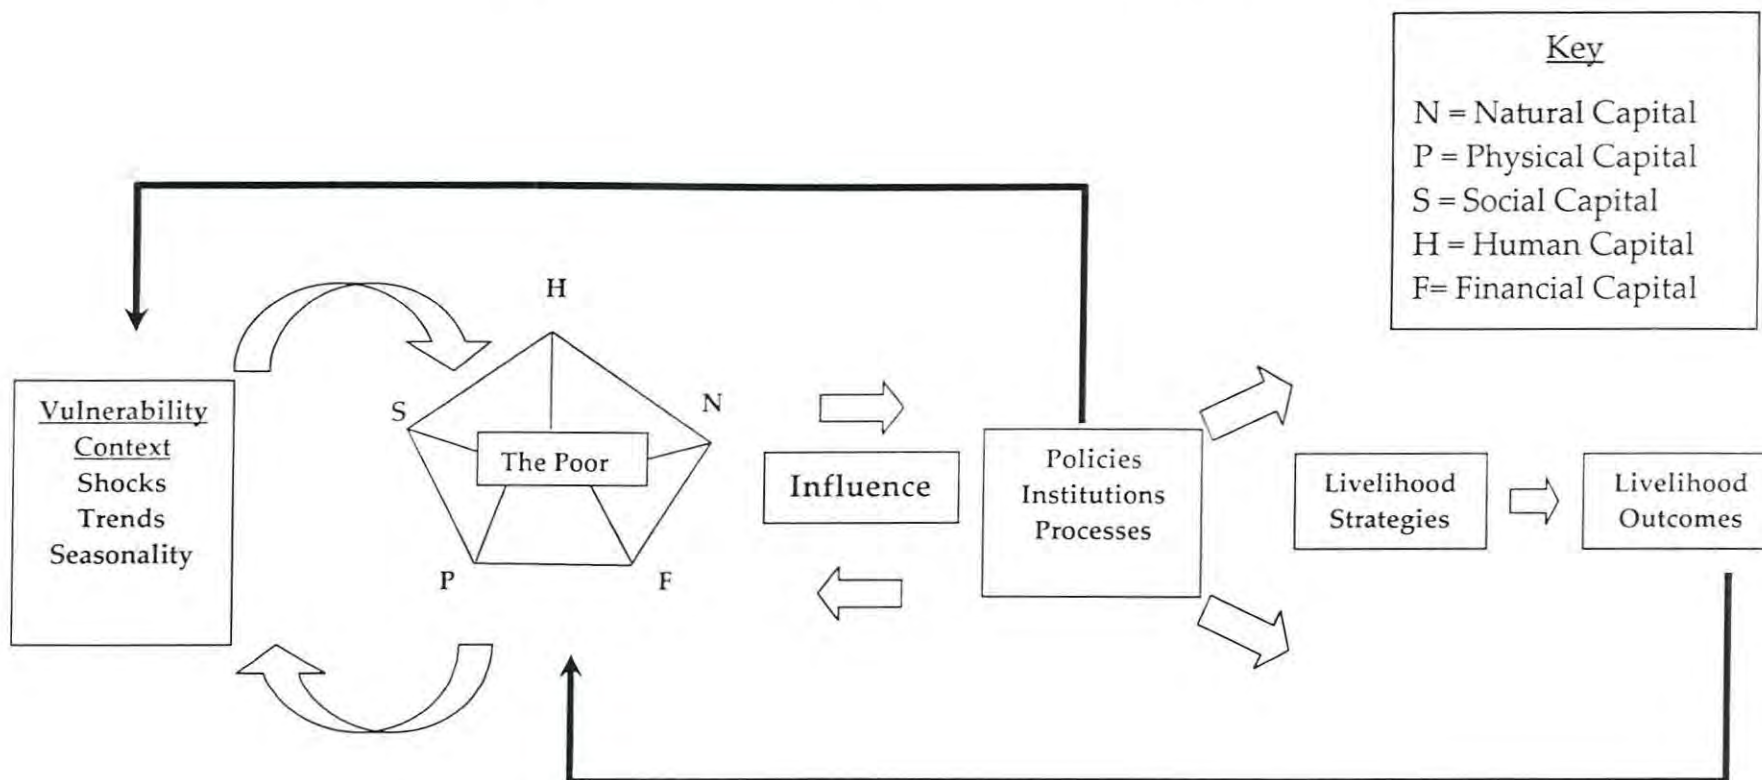 Key
N = Natural Capital
P = Physical Capital
S = Social Capital
H = Human Capital
F= Financial Capital
Vulnerability
Context
Shocks
Trends
Seasonality
H
S
N
The Poor
P
F
Influence
Policies
Institutions
Processes
Livelihood
Strategies
Livelihood
Outcomes